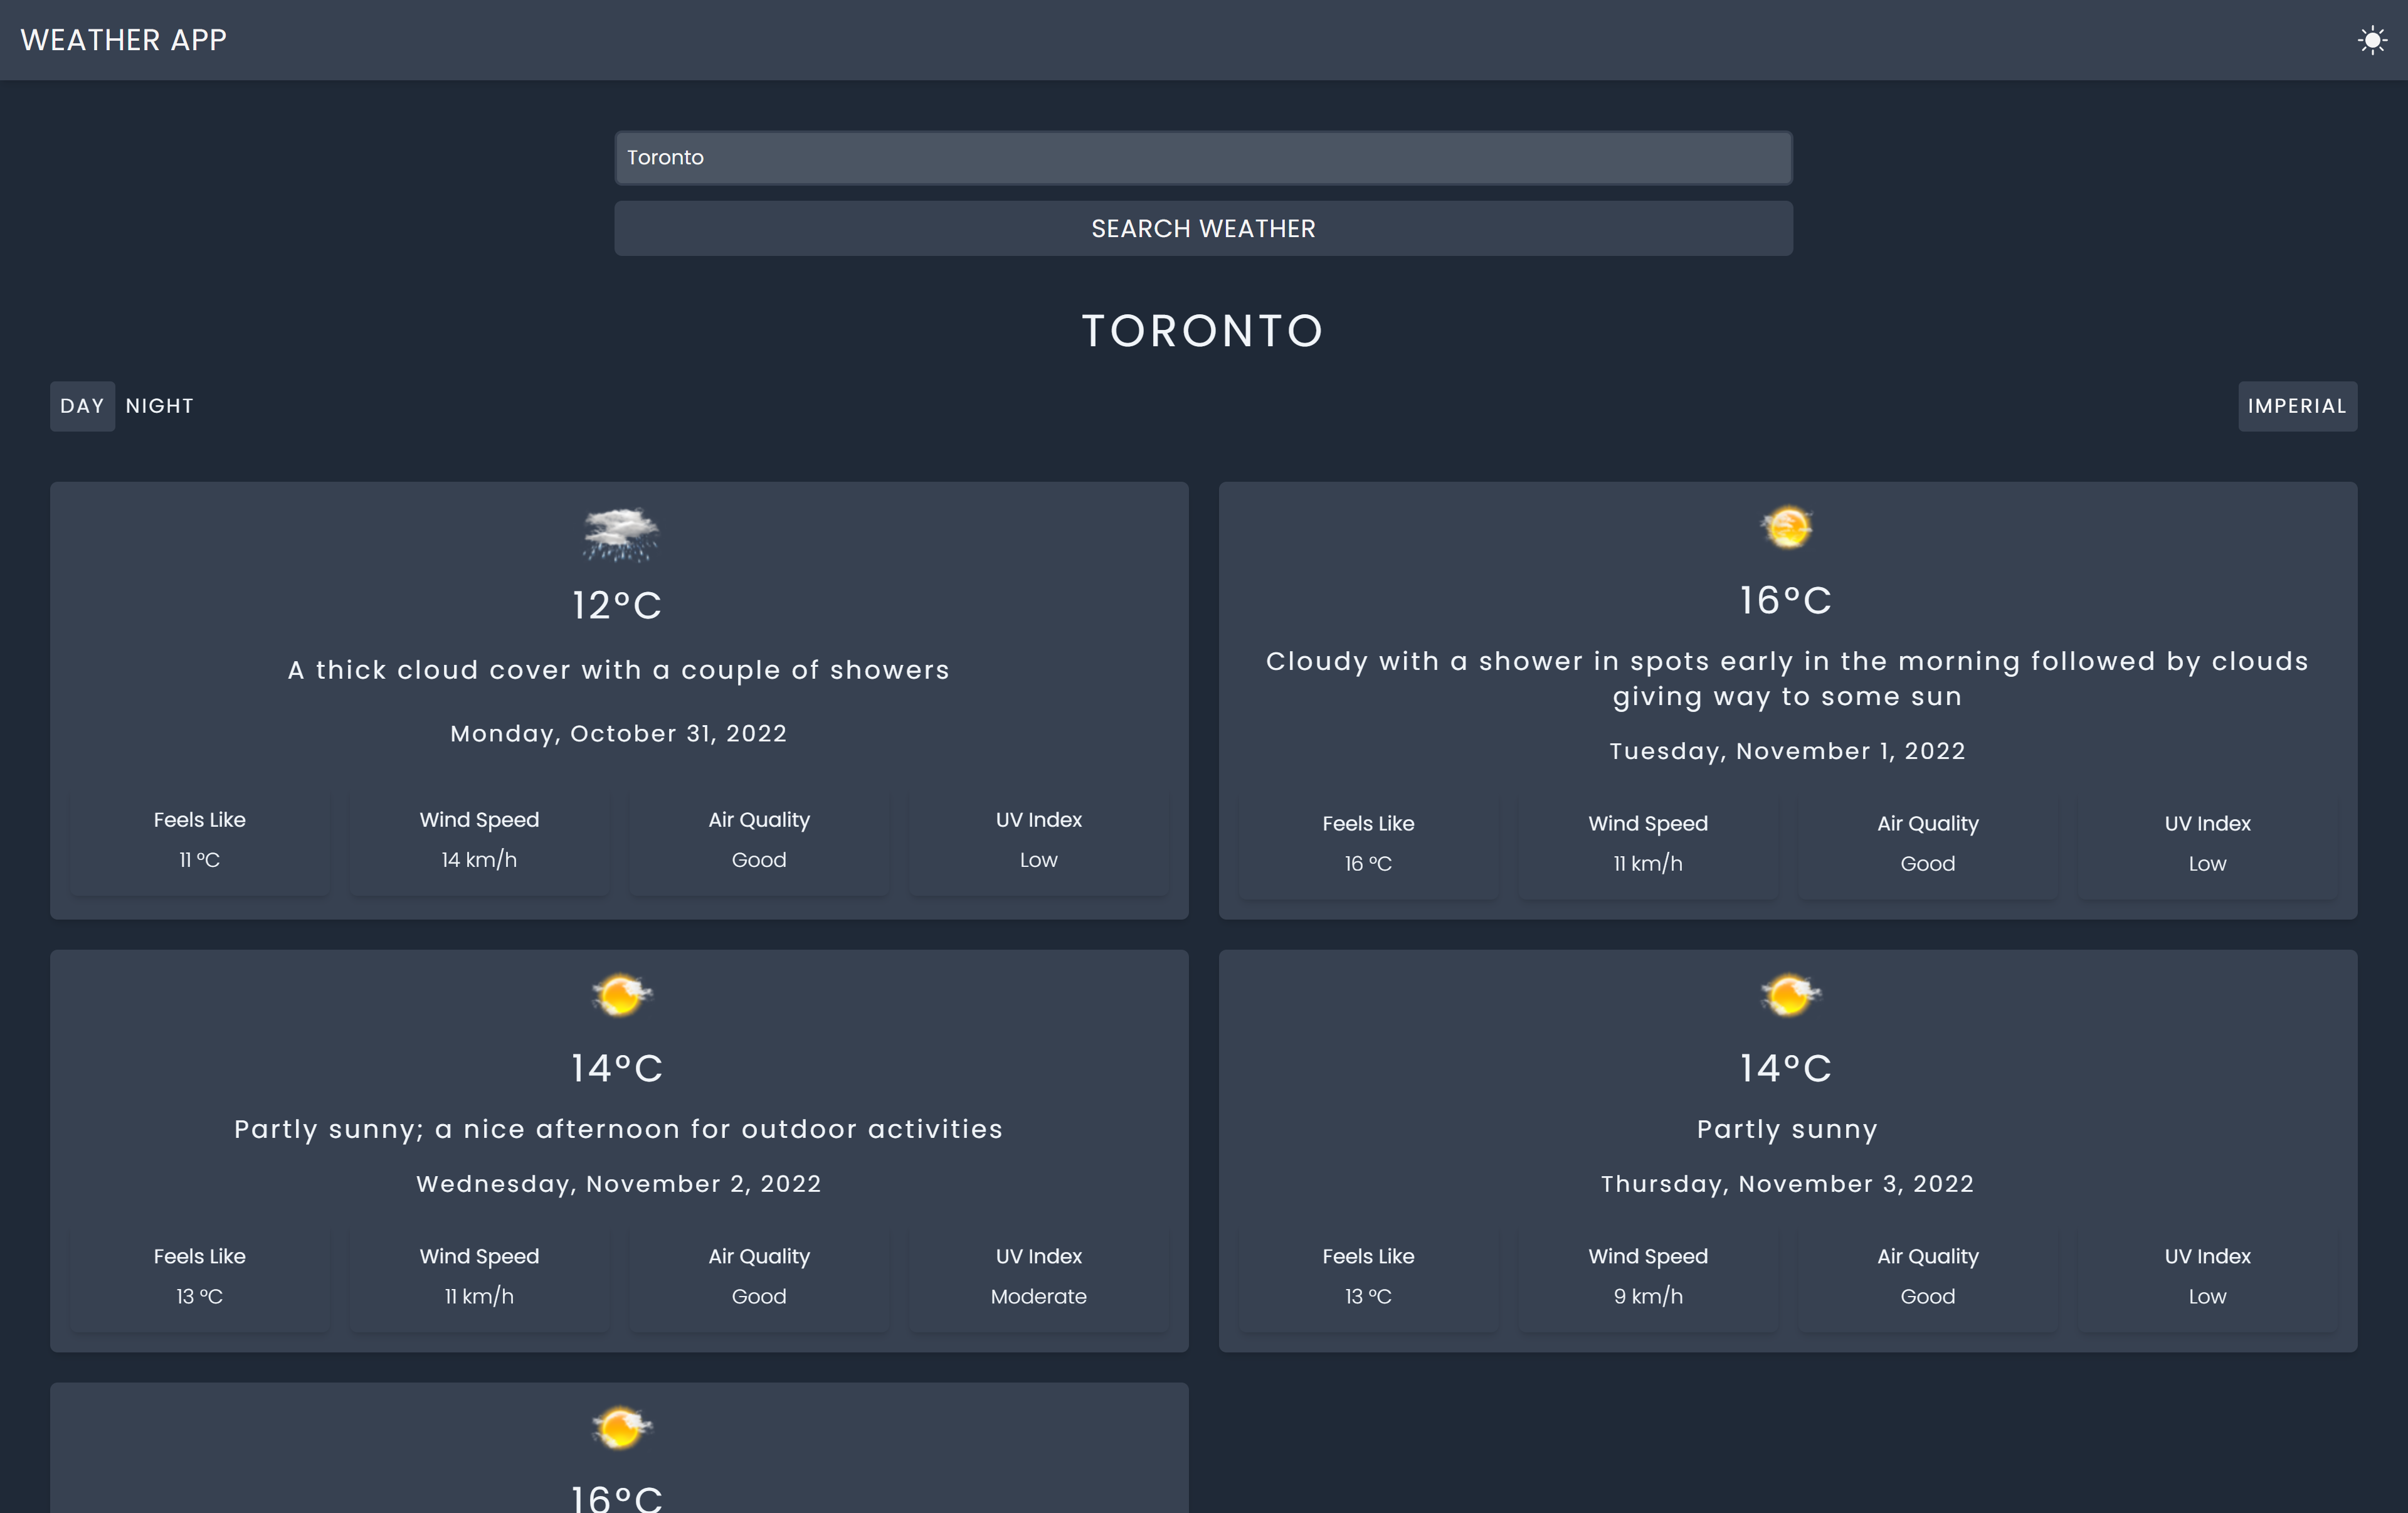 WEATHER APP
Toronto
SEARCH WEATHER
TORONTO
DAY NIGHT IMPERIAL
12°C
A thick cloud cover with a couple of showers
Monday, October 31, 2022
Feels Like Wind Speed Air Quality UV Index
11 °C 14 km/h Good Low
16°C
Cloudy with a shower in spots early in the morning followed by clouds
giving way to some sun
Tuesday, November 1, 2022
Feels Like Wind Speed Air Quality UV Index
16 °C 11 km/h Good Low
14°C
Partly sunny; a nice afternoon for outdoor activities
Wednesday, November 2, 2022
Feels Like Wind Speed Air Quality UV Index
13 °C 11 km/h Good Moderate
14°C
Partly sunny
Thursday, November 3, 2022
Feels Like Wind Speed Air Quality UV Index
13 °C 9 km/h Good Low
16°C